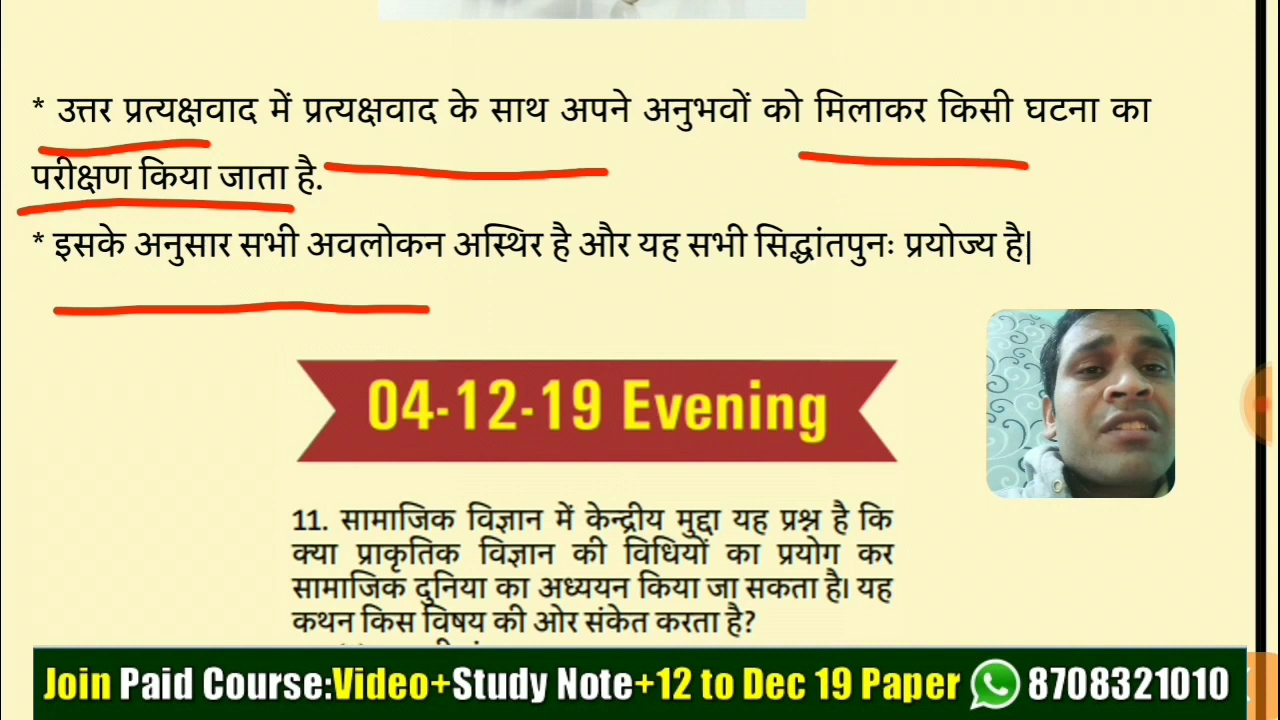 * उत्तर प्रत्यक्षवाद में प्रत्यक्षवाद के साथ अपने अनुभवों को मिलाकर किसी घटना का
परीक्षण किया जाता है.
* इसके अनुसार सभी अवलोकन अस्थिर है और यह सभी सिद्धांतपुनः प्रयोज्य है|
04-12-19 Evening
11. सामाजिक विज्ञान में केन्द्रीय मुद्दा यह प्रश्न है कि
क्या प्राकृतिक विज्ञान की विधियों का प्रयोग कर
सामाजिक दुनिया का अध्ययन किया जा सकता है। यह
कथन किस विषय की ओर संकेत करता है?
Join Paid Course:Video+Study Note+12 to Dec 19 Paper 8708321010